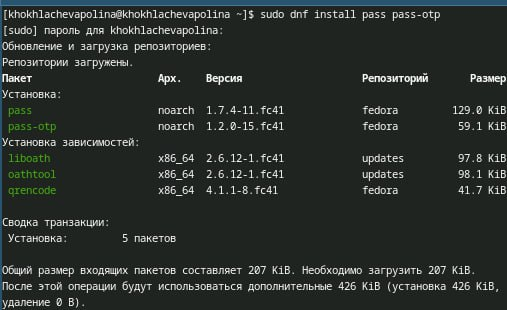 [khokhlachevapolina@khokhlachevapolina ~]$ sudo dnf install pass pass-otp
[sudo] пароль для khokhlachevapolina:
Обновление и загрузка репозиториев:
Репозитории загружены.
Пакет Арх. Версия Репозиторий Размер
Установка:
pass noarch 1.7.4-11.fc41 fedora 129.0 KiB
pass-otp noarch 1.2.0-15.fc41 fedora 59.1 KiB
Установка зависимостей:
liboath x86_64 2.6.12-1.fc41 updates 97.8 KiB
oathtool x86_64 2.6.12-1.fc41 updates 98.1 KiB
qrencode x86_64 4.1.1-8.fc41 fedora 41.7 KiB
Сводка транзакции:
Установка: 5 пакетов
Общий размер входящих пакетов составляет 207 KiB. Необходимо загрузить 207 KiB.
После этой операции будут использоваться дополнительные 426 KiB (установка 426 KiB,
удаление 0 B).